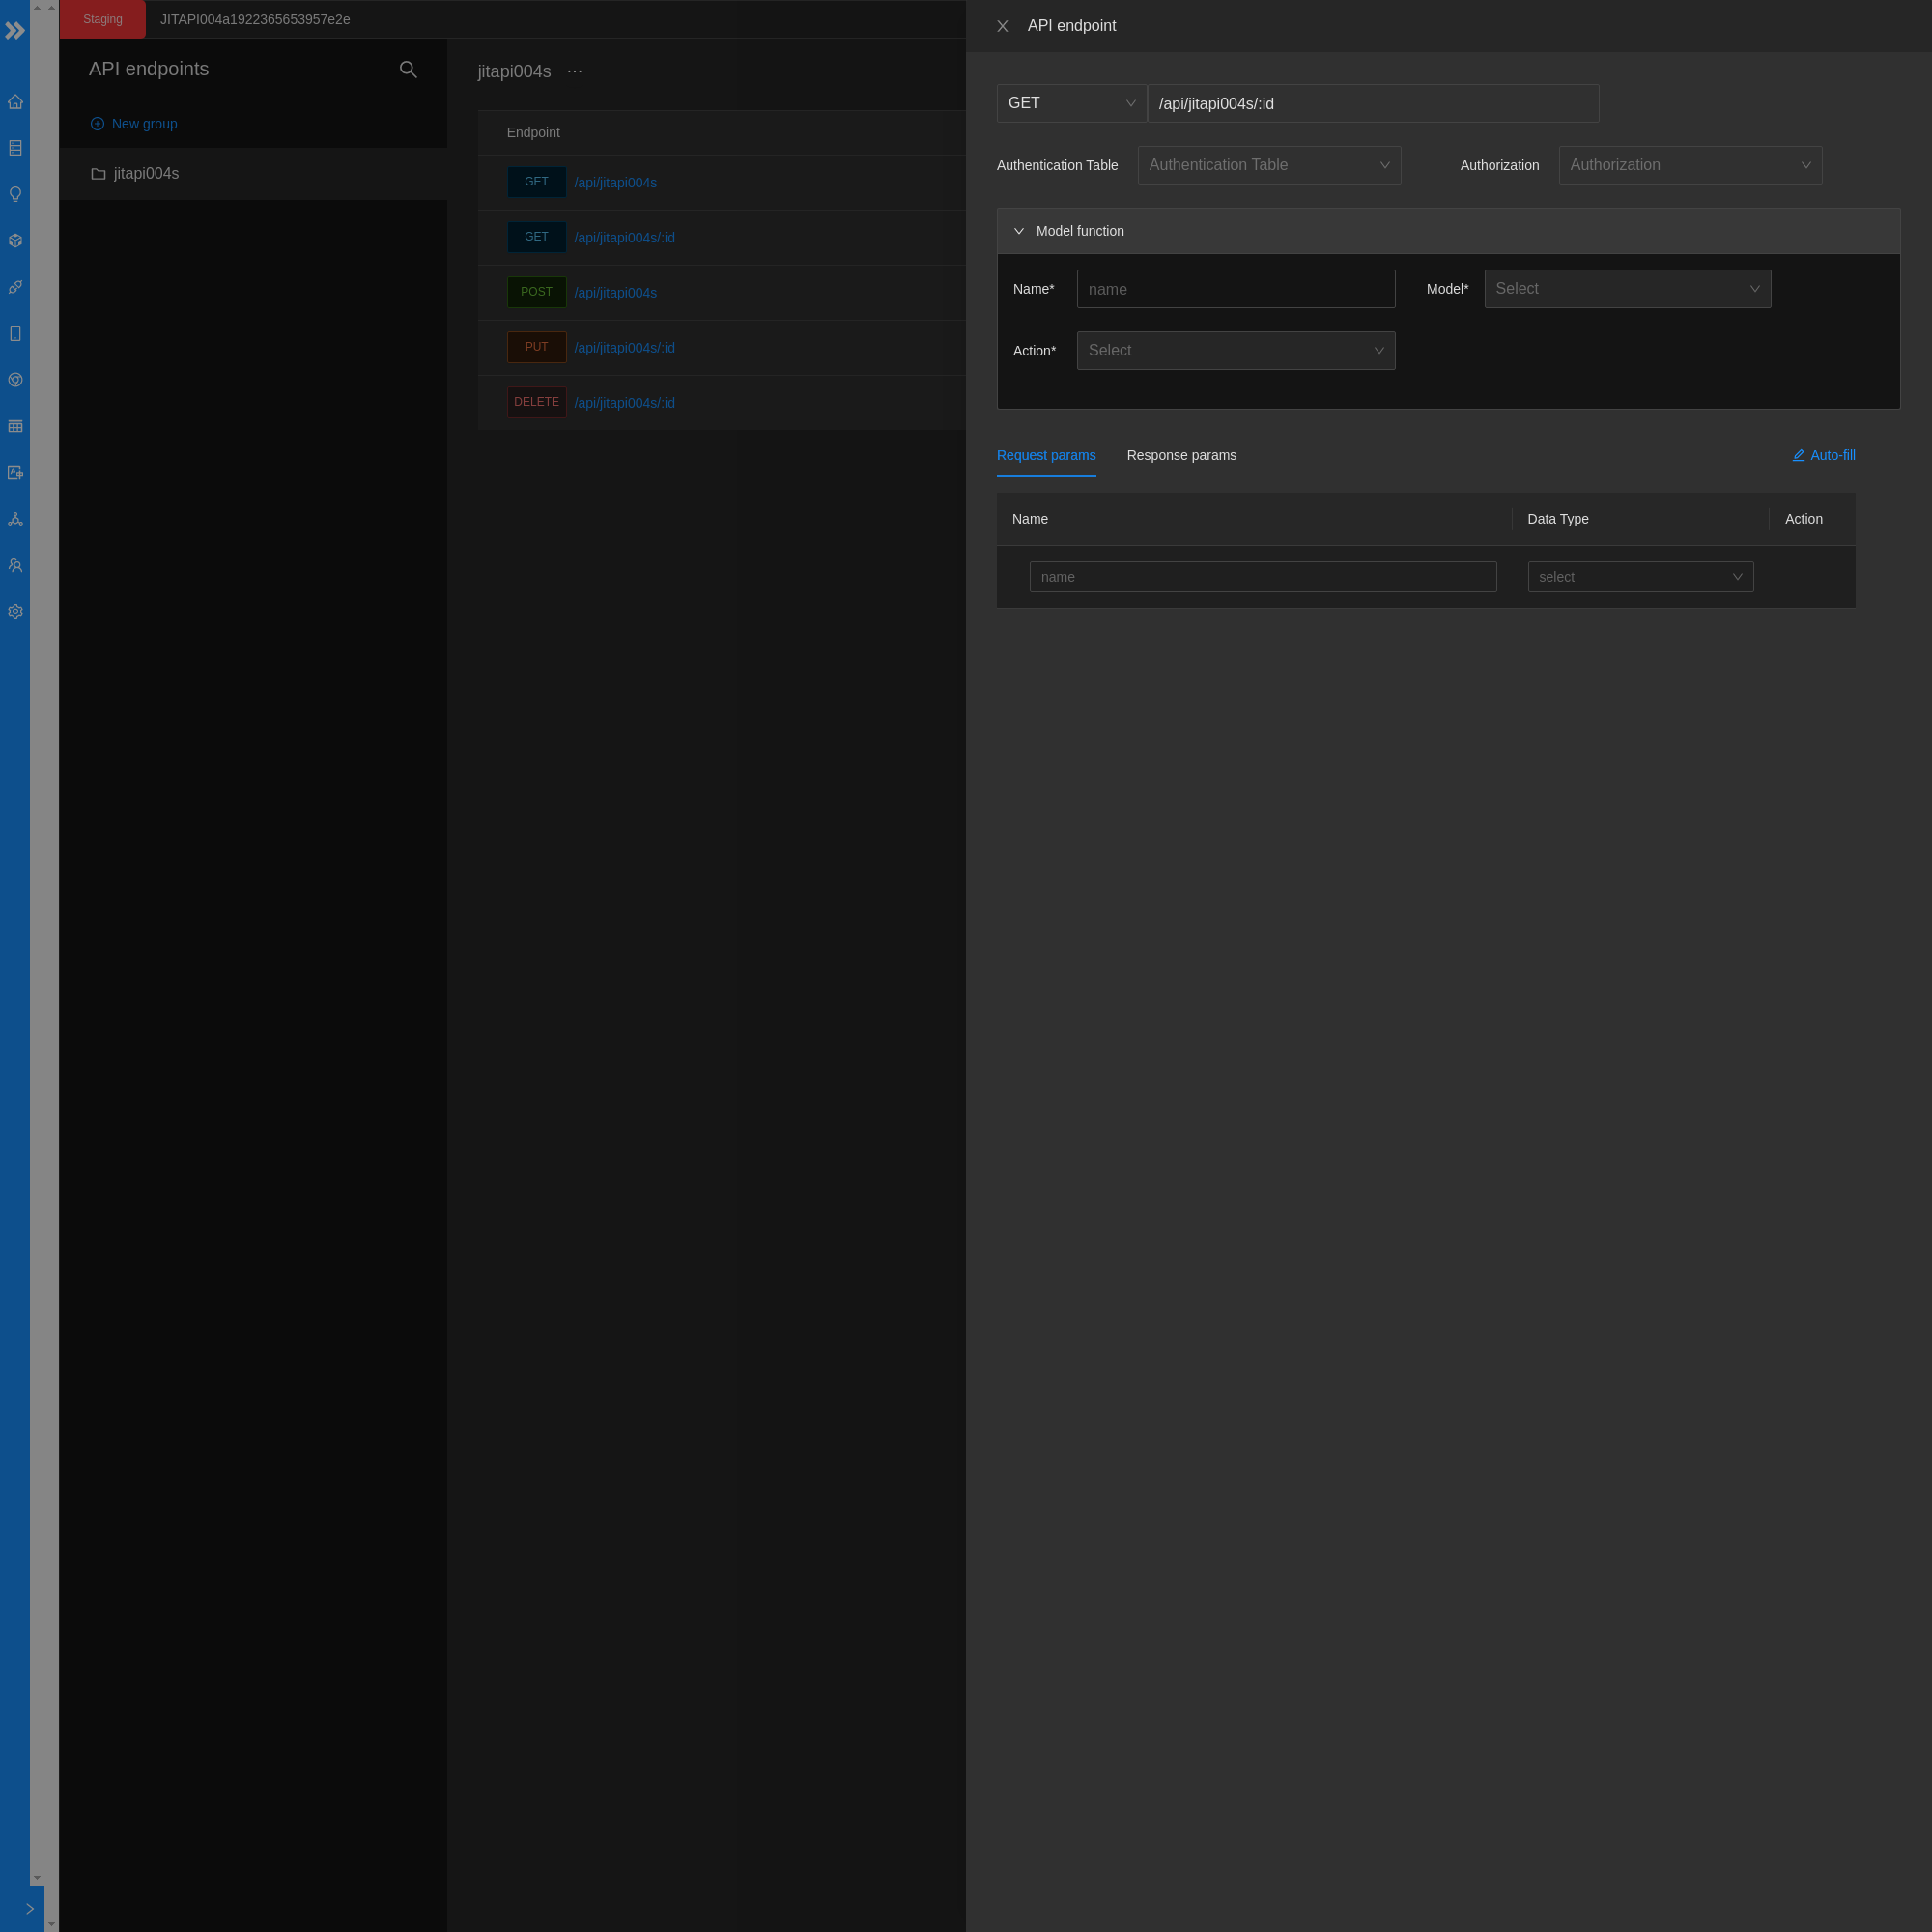 Staging
JITAPI004a1922365653957e2e
API endpoints
New group
jitapi004s
jitapi004s
Endpoint
GET /api/jitapi004s
GET /api/jitapi004s/:id
POST /api/jitapi004s
PUT /api/jitapi004s/:id
DELETE /api/jitapi004s/:id
API endpoint
GET /api/jitapi004s/:id
Authentication Table Authentication Table Authorization Authorization
Model function
Name* name Model* Select
Action* Select
Request params Response params Auto-fill
Name Data Type Action
name select